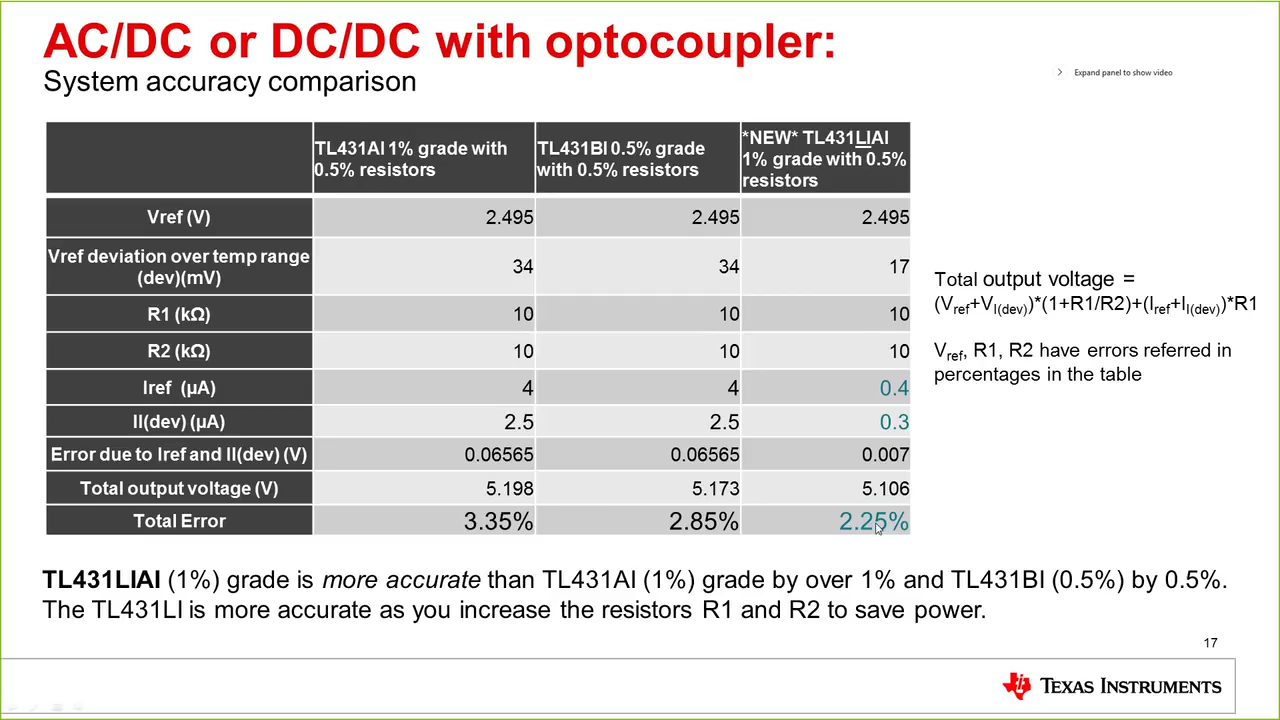 AC/DC or DC/DC with optocoupler:
System accuracy comparison
Expand panel to show video
TL431AI 1% grade with
0.5% resistors
TL431BI 0.5% grade
with 0.5% resistors
*NEW* TL431LIAI
1% grade with 0.5%
resistors
Vref (V) 2.495 2.495 2.495
Vref deviation over temp range
(dev)(mV) 34 34 17
R1 (kΩ) 10 10 10
R2 (kΩ) 10 10 10
Iref (µA) 4 4 0.4
II(dev) (µA) 2.5 2.5 0.3
Error due to Iref and II(dev) (V) 0.06565 0.06565 0.007
Total output voltage (V) 5.198 5.173 5.106
Total Error 3.35% 2.85% 2.25%
Total output voltage =
(Vref+VI(dev))*(1+R1/R2)+(Iref+II(dev))*R1
Vref, R1, R2 have errors referred in
percentages in the table
TL431LIAI (1%) grade is more accurate than TL431AI (1%) grade by over 1% and TL431BI (0.5%) by 0.5%.
The TL431LI is more accurate as you increase the resistors R1 and R2 to save power.
17
TEXAS INSTRUMENTS